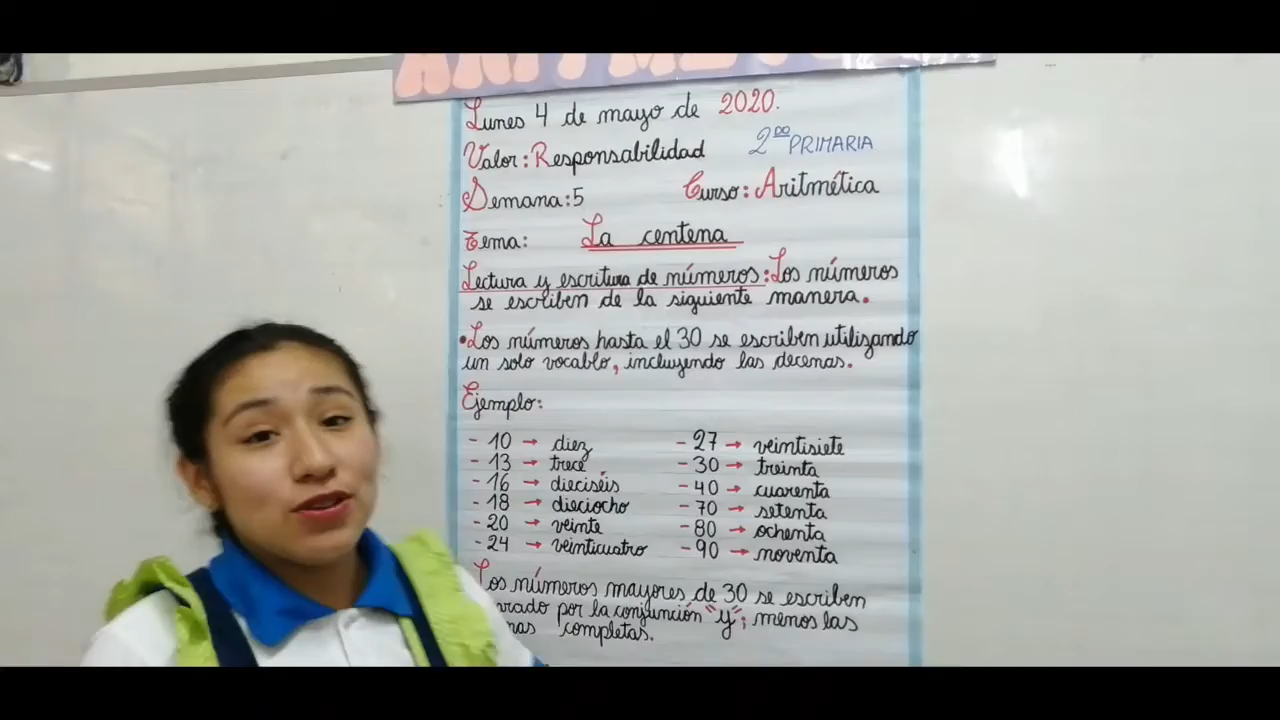 Lunes 4 de mayo de 2020.
Valor: Responsabilidad 2DO PRIMARIA
Semana: 5 Curso: Aritmética
Tema: La centena
Lectura y escritura de números: Los números
se escriben de la siguiente manera.
•Los números hasta el 30 se escriben utilizando
un solo vocablo, incluyendo las decenas.
Ejemplo:
- 10 → diez - 27 → veintisiete
- 13 → trece - 30 → treinta
- 16 → dieciséis - 40 → cuarenta
- 18 → dieciocho - 70 → setenta
- 20 → veinte - 80 → ochenta
- 24 → veinticuatro - 90 → noventa
Los números mayores de 30 se escriben
por la conjunción "y"; menos las
completas.